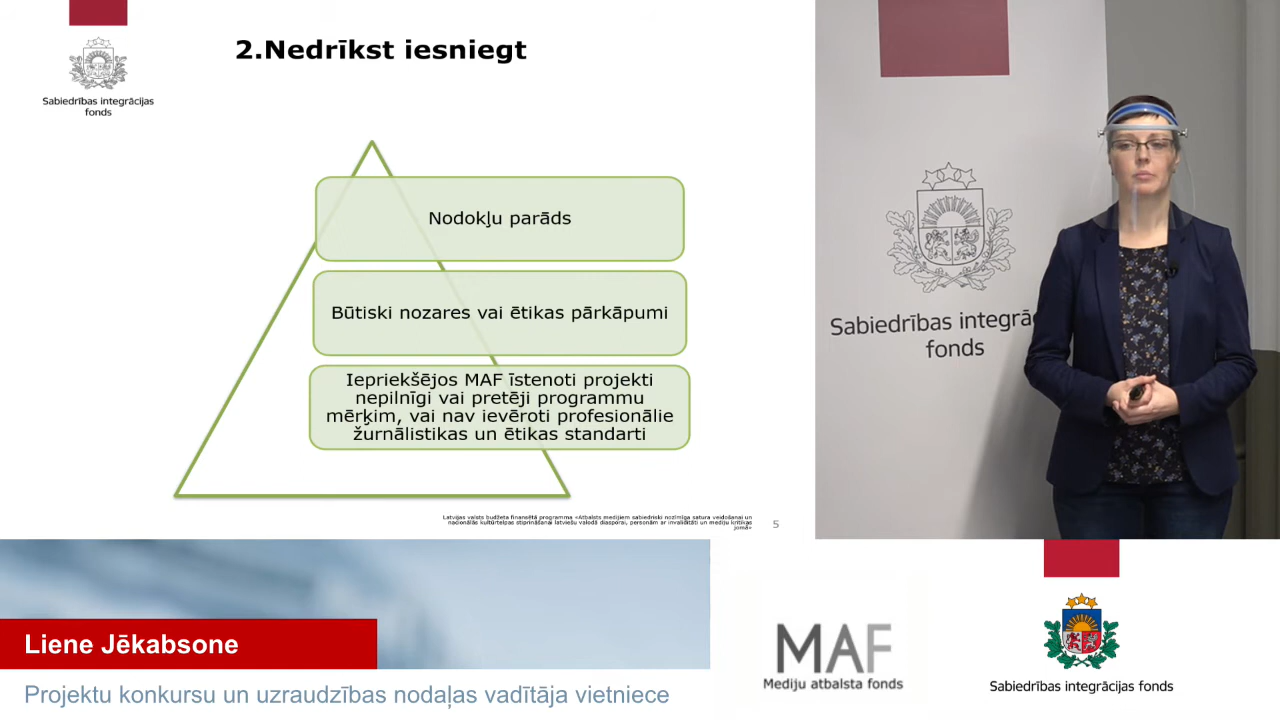 2.Nedrīkst iesniegt
Sabiedrības integrācijas
fonds
Nodokļu parāds
Būtiski nozares vai ētikas pārkāpumi
Iepriekšējos MAF īstenoti projekti
nepilnīgi vai pretēji programmu
mērķim, vai nav ievēroti profesionālie
žurnālistikas un ētikas standarti
Latvijas valsts budžeta finansētā programma «Atbalsts medijiem sabiedriski nozīmīga satura veidošanai un
nacionālās kultūrtelpas stiprināšanai latviešu valodā diasporai, personām ar invaliditāti un mediju kritikas
jomā»
5
Sabiedrības integrā
fonds
Liene Jēkabsone
Projektu konkursu un uzraudzības nodaļas vadītāja vietniece
MAF
Mediju atbalsta fonds
Sabiedrības integrācijas fonds